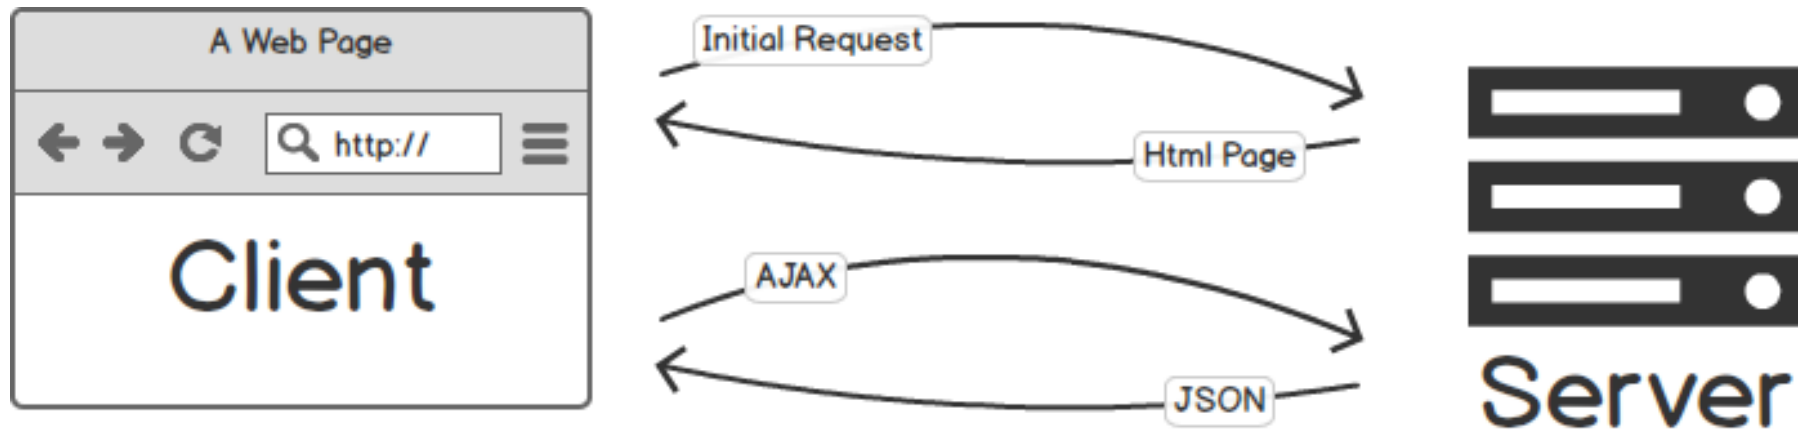 A Web Page
http://
Client
Initial Request
Html Page
AJAX
JSON
Server